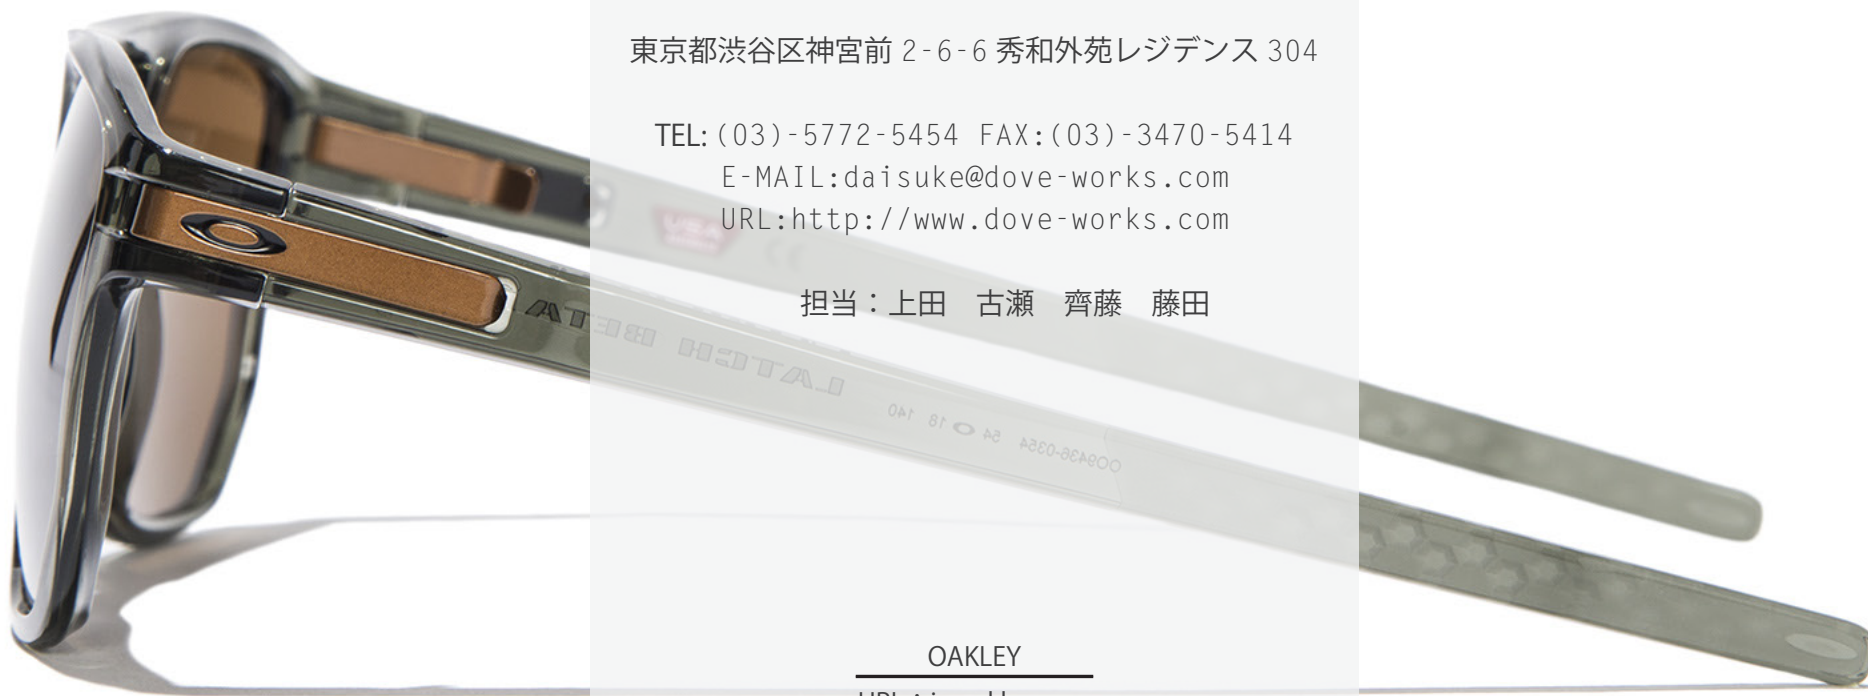 東京都渋谷区神宮前 2-6-6 秀和外苑レジデンス 304
TEL:(03)-5772-5454 FAX:(03)-3470-5414
E-MAIL:daisuke@dove-works.com
URL:http://www.dove-works.com
USA
担当：上田　古瀬　齊藤　藤田
LATCH BETA
OO9436-0354 54 18 140
OAKLEY